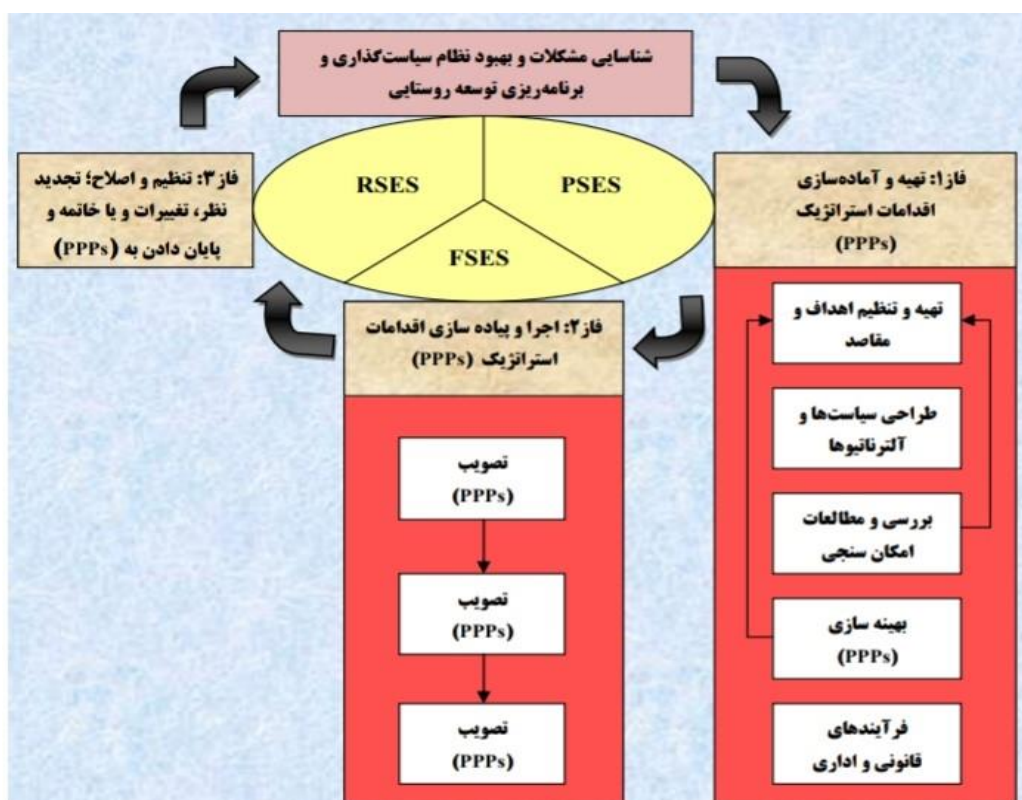 شناسایی مشکلات و بهبود نظام سیاست‌گذاری و
برنامه‌ریزی توسعه روستایی
RSES
PSES
FSES
فاز۱: تهیه و آماده‌سازی
اقدامات استراتژیک
(PPPs)
تهیه و تنظیم اهداف و
مقاصد
طراحی سیاست‌ها و
آلترناتیوها
بررسی و مطالعات
امکان سنجی
بهینه سازی
(PPPs)
فرآیندهای
قانونی و اداری
فاز۲: اجرا و پیاده سازی اقدامات
استراتژیک (PPPs)
تصویب
(PPPs)
تصویب
(PPPs)
تصویب
(PPPs)
فاز۳: تنظیم و اصلاح؛ تجدید
نظر، تغییرات و یا خاتمه و
پایان دادن به (PPPs)